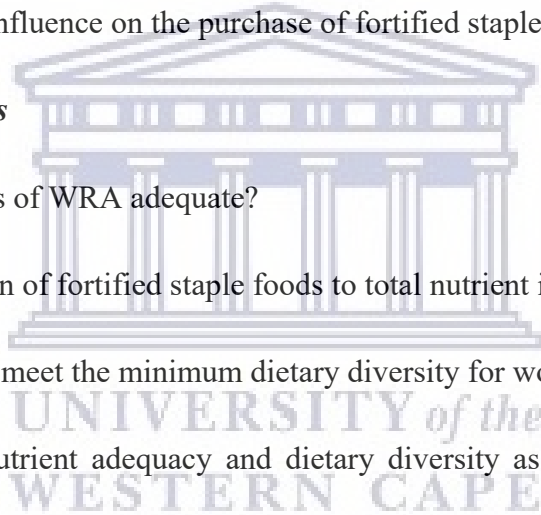 nfluence on the purchase of fortified staple
s
s of WRA adequate?
n of fortified staple foods to total nutrient i
meet the minimum dietary diversity for wo
UNIVERSITY of the
utrient adequacy and dietary diversity as
WESTERN CAPE